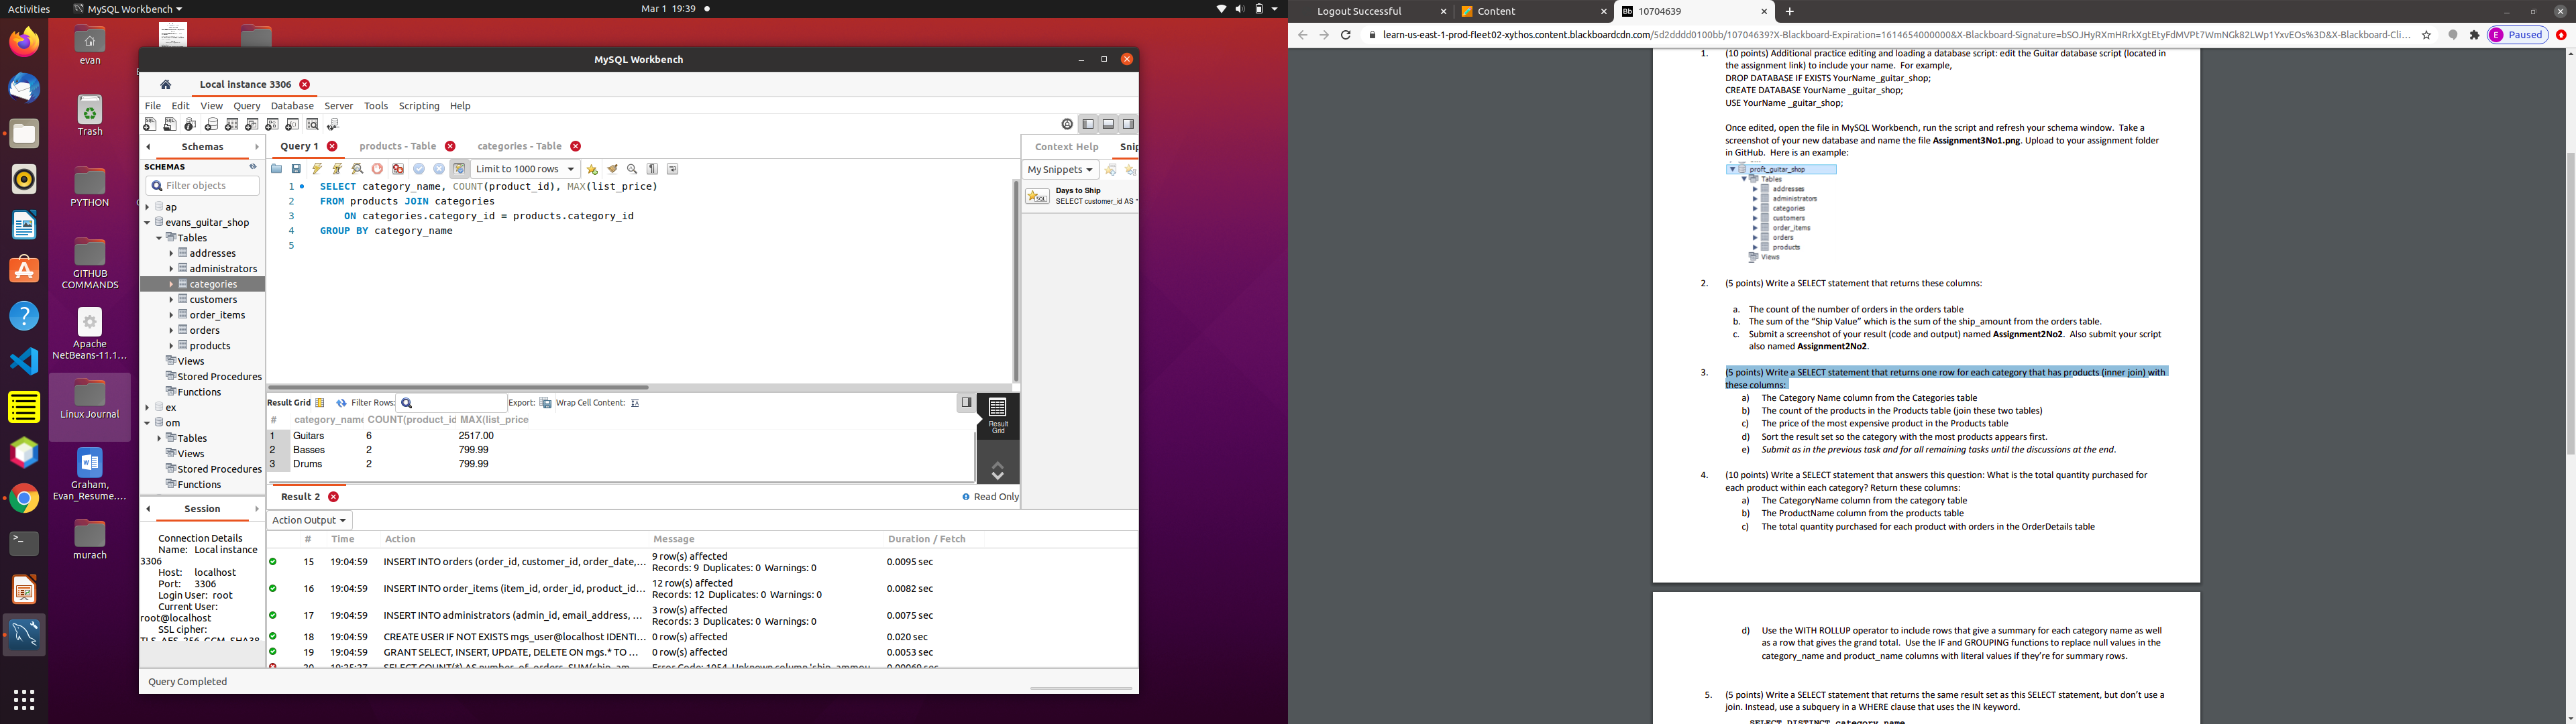 Activities
MySQL Workbench
Mar 1 19:39
evan
Trash
PYTHON
GITHUB
COMMANDS
Apache
NetBeans-11.1...
Linux Journal
Graham,
Evan_Resume....
murach
MySQL Workbench
Local instance 3306
File Edit View Query Database Server Tools Scripting Help
Schemas
SCHEMAS
Filter objects
ap
evans_guitar_shop
Tables
addresses
administrators
categories
customers
order_items
orders
products
Views
Stored Procedures
Functions
ex
om
Tables
Views
Stored Procedures
Functions
Session
Connection Details
Name: Local instance
3306
Host: localhost
Port: 3306
Login User: root
Current User:
root@localhost
SSL cipher:
Query 1
products - Table
categories - Table
Limit to 1000 rows
1 SELECT category_name, COUNT(product_id), MAX(list_price)
2 FROM products JOIN categories
3 ON categories.category_id = products.category_id
4 GROUP BY category_name
5
Context Help
Snip
My Snippets
Days to Ship
SELECT customer_id AS "
Result Grid
Filter Rows:
Export:
Wrap Cell Content:
# category_name COUNT(product_id MAX(list_price
1 Guitars 6 2517.00
2 Basses 2 799.99
3 Drums 2 799.99
Result
Grid
Result 2
Read Only
Action Output
# Time Action Message Duration / Fetch
15 19:04:59 INSERT INTO orders (order_id, customer_id, order_date,... 9 row(s) affected
Records: 9 Duplicates: 0 Warnings: 0 0.0095 sec
16 19:04:59 INSERT INTO order_items (item_id, order_id, product_id... 12 row(s) affected
Records: 12 Duplicates: 0 Warnings: 0 0.0082 sec
17 19:04:59 INSERT INTO administrators (admin_id, email_address, ... 3 row(s) affected
Records: 3 Duplicates: 0 Warnings: 0 0.0075 sec
18 19:04:59 CREATE USER IF NOT EXISTS mgs_user@localhost IDENTI... 0 row(s) affected 0.020 sec
19 19:04:59 GRANT SELECT, INSERT, UPDATE, DELETE ON mgs.* TO ... 0 row(s) affected 0.0053 sec
Query Completed
Logout Successful
Content
Bb 10704639
learn-us-east-1-prod-fleet02-xythos.content.blackboardcdn.com/5d2dddd0100bb/10704639?X-Blackboard-Expiration=1614654000000&X-Blackboard-Signature=bSOJHyRXmHRrkXgtEtyFdMVPt7WmNGk82LWp1YxvEOs%3D&X-Blackboard-Cli...
E Paused
1. (10 points) Additional practice editing and loading a database script: edit the Guitar database script (located in
the assignment link) to include your name. For example,
DROP DATABASE IF EXISTS YourName_guitar_shop;
CREATE DATABASE YourName _guitar_shop;
USE YourName _guitar_shop;
Once edited, open the file in MySQL Workbench, run the script and refresh your schema window. Take a
screenshot of your new database and name the file Assignment3No1.png. Upload to your assignment folder
in GitHub. Here is an example:
proft_guitar_shop
Tables
addresses
administrators
categories
customers
order_items
orders
products
Views
2. (5 points) Write a SELECT statement that returns these columns:
a. The count of the number of orders in the orders table
b. The sum of the “Ship Value” which is the sum of the ship_amount from the orders table.
c. Submit a screenshot of your result (code and output) named Assignment2No2. Also submit your script
also named Assignment2No2.
3. (5 points) Write a SELECT statement that returns one row for each category that has products (inner join) with
these columns:
a) The Category Name column from the Categories table
b) The count of the products in the Products table (join these two tables)
c) The price of the most expensive product in the Products table
d) Sort the result set so the category with the most products appears first.
e) Submit as in the previous task and for all remaining tasks until the discussions at the end.
4. (10 points) Write a SELECT statement that answers this question: What is the total quantity purchased for
each product within each category? Return these columns:
a) The CategoryName column from the category table
b) The ProductName column from the products table
c) The total quantity purchased for each product with orders in the OrderDetails table
d) Use the WITH ROLLUP operator to include rows that give a summary for each category name as well
as a row that gives the grand total. Use the IF and GROUPING functions to replace null values in the
category_name and product_name columns with literal values if they’re for summary rows.
5. (5 points) Write a SELECT statement that returns the same result set as this SELECT statement, but don’t use a
join. Instead, use a subquery in a WHERE clause that uses the IN keyword.
SELECT DISTINCT category_name